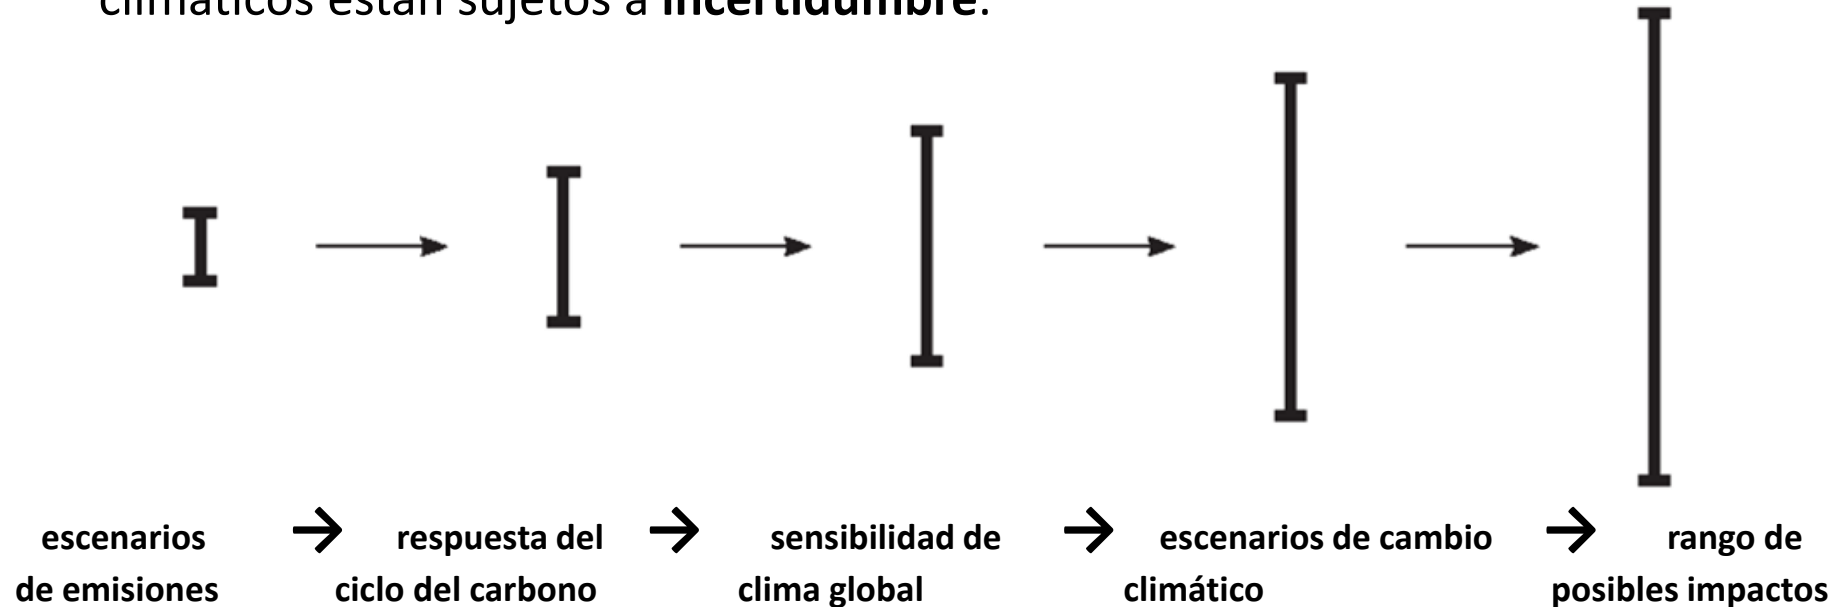 climáticos están sujetos a incertidumbre.
escenarios → respuesta del → sensibilidad de → escenarios de cambio → rango de
de emisiones ciclo del carbono clima global climático posibles impactos